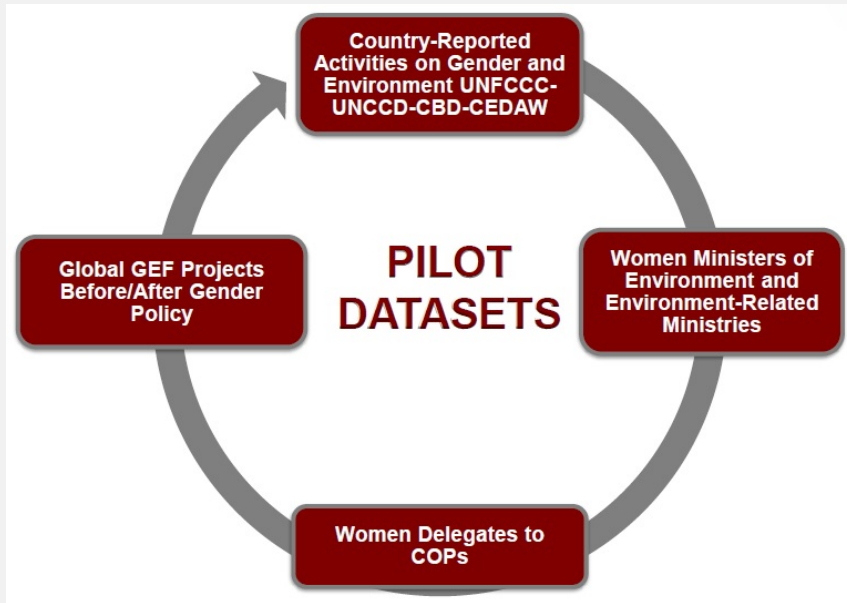 Country-Reported
Activities on Gender and
Environment UNFCCC-
UNCCD-CBD-CEDAW
Global GEF Projects
Before/After Gender
Policy
PILOT
DATASETS
Women Ministers of
Environment and
Environment-Related
Ministries
Women Delegates to
COPs